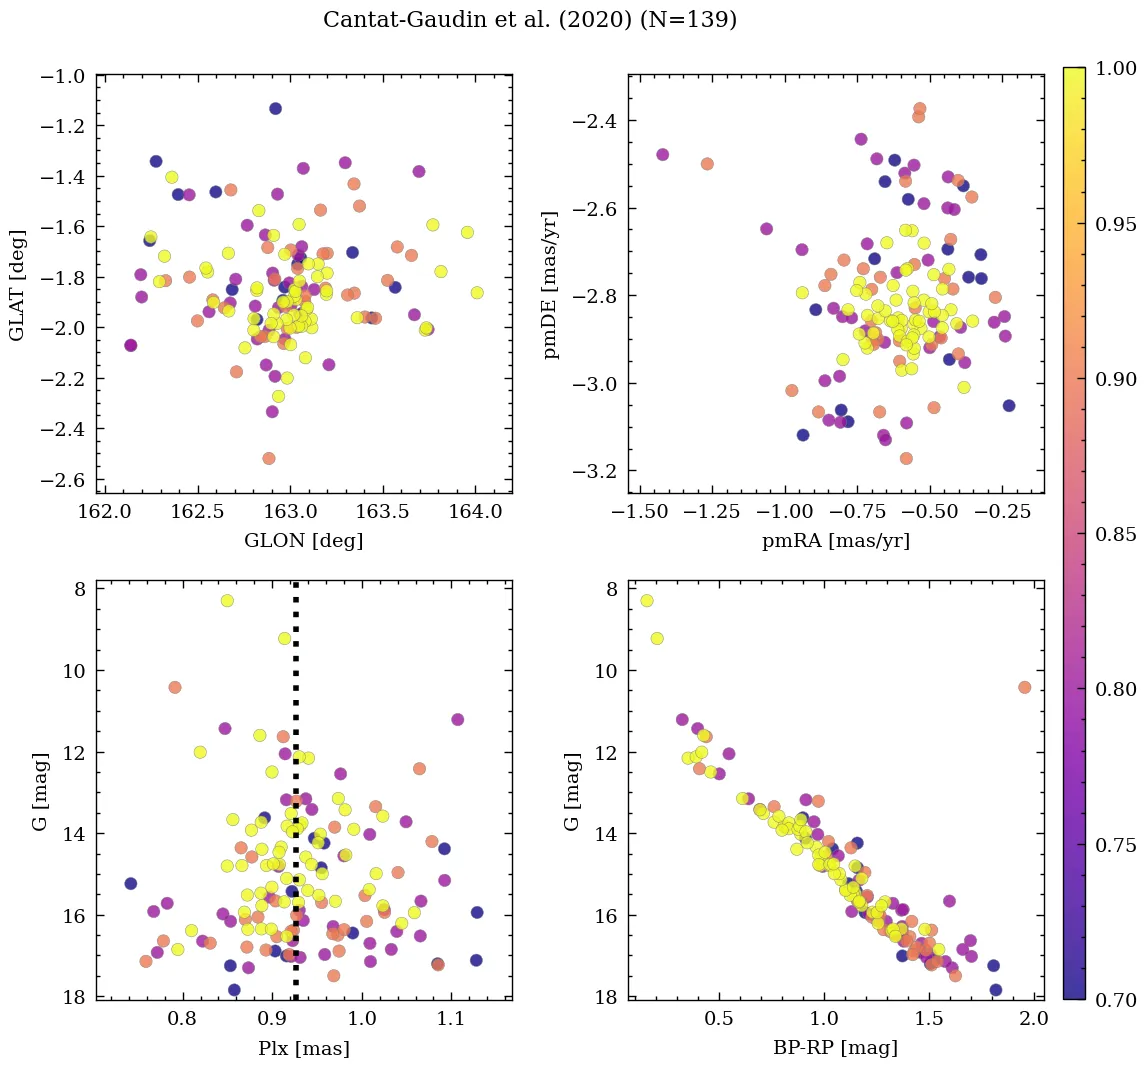 Cantat-Gaudin et al. (2020) (N=139)
−1.0
−1.2
−1.4
−1.6
−1.8
−2.0
−2.2
−2.4
−2.6
GLAT [deg]
162.0 162.5 163.0 163.5 164.0
GLON [deg]
−2.4
−2.6
−2.8
−3.0
−3.2
pmDE [mas/yr]
−1.50 −1.25 −1.00 −0.75 −0.50 −0.25
pmRA [mas/yr]
8
10
12
14
16
18
G [mag]
0.8 0.9 1.0 1.1
Plx [mas]
8
10
12
14
16
18
G [mag]
0.5 1.0 1.5 2.0
BP-RP [mag]
1.00
0.95
0.90
0.85
0.80
0.75
0.70